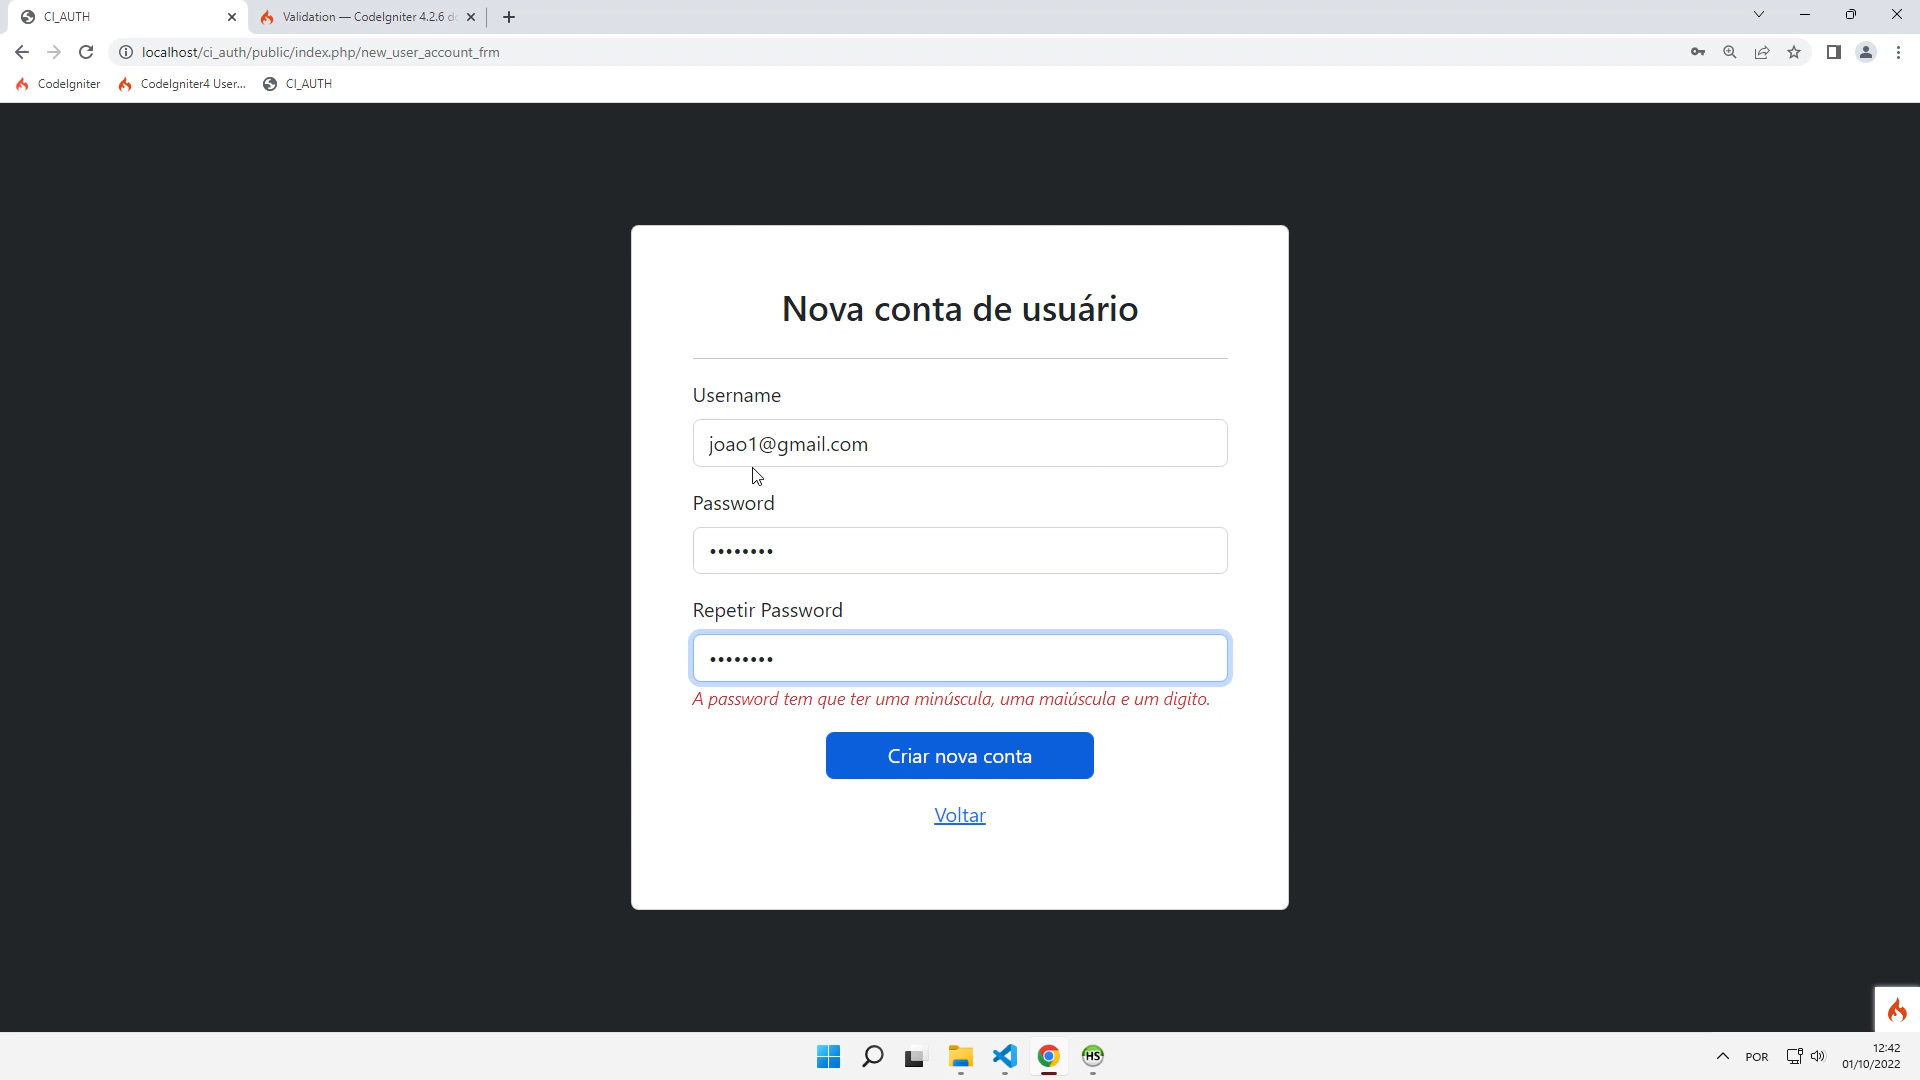 CI_AUTH
Validation — CodeIgniter 4.2.6 d
localhost/ci_auth/public/index.php/new_user_account_frm
CodeIgniter
CodeIgniter4 User...
CI_AUTH
Nova conta de usuário
Username
joao1@gmail.com
Password
••••••••
Repetir Password
••••••••
A password tem que ter uma minúscula, uma maiúscula e um digito.
Criar nova conta
Voltar
HS
POR
12:42
01/10/2022